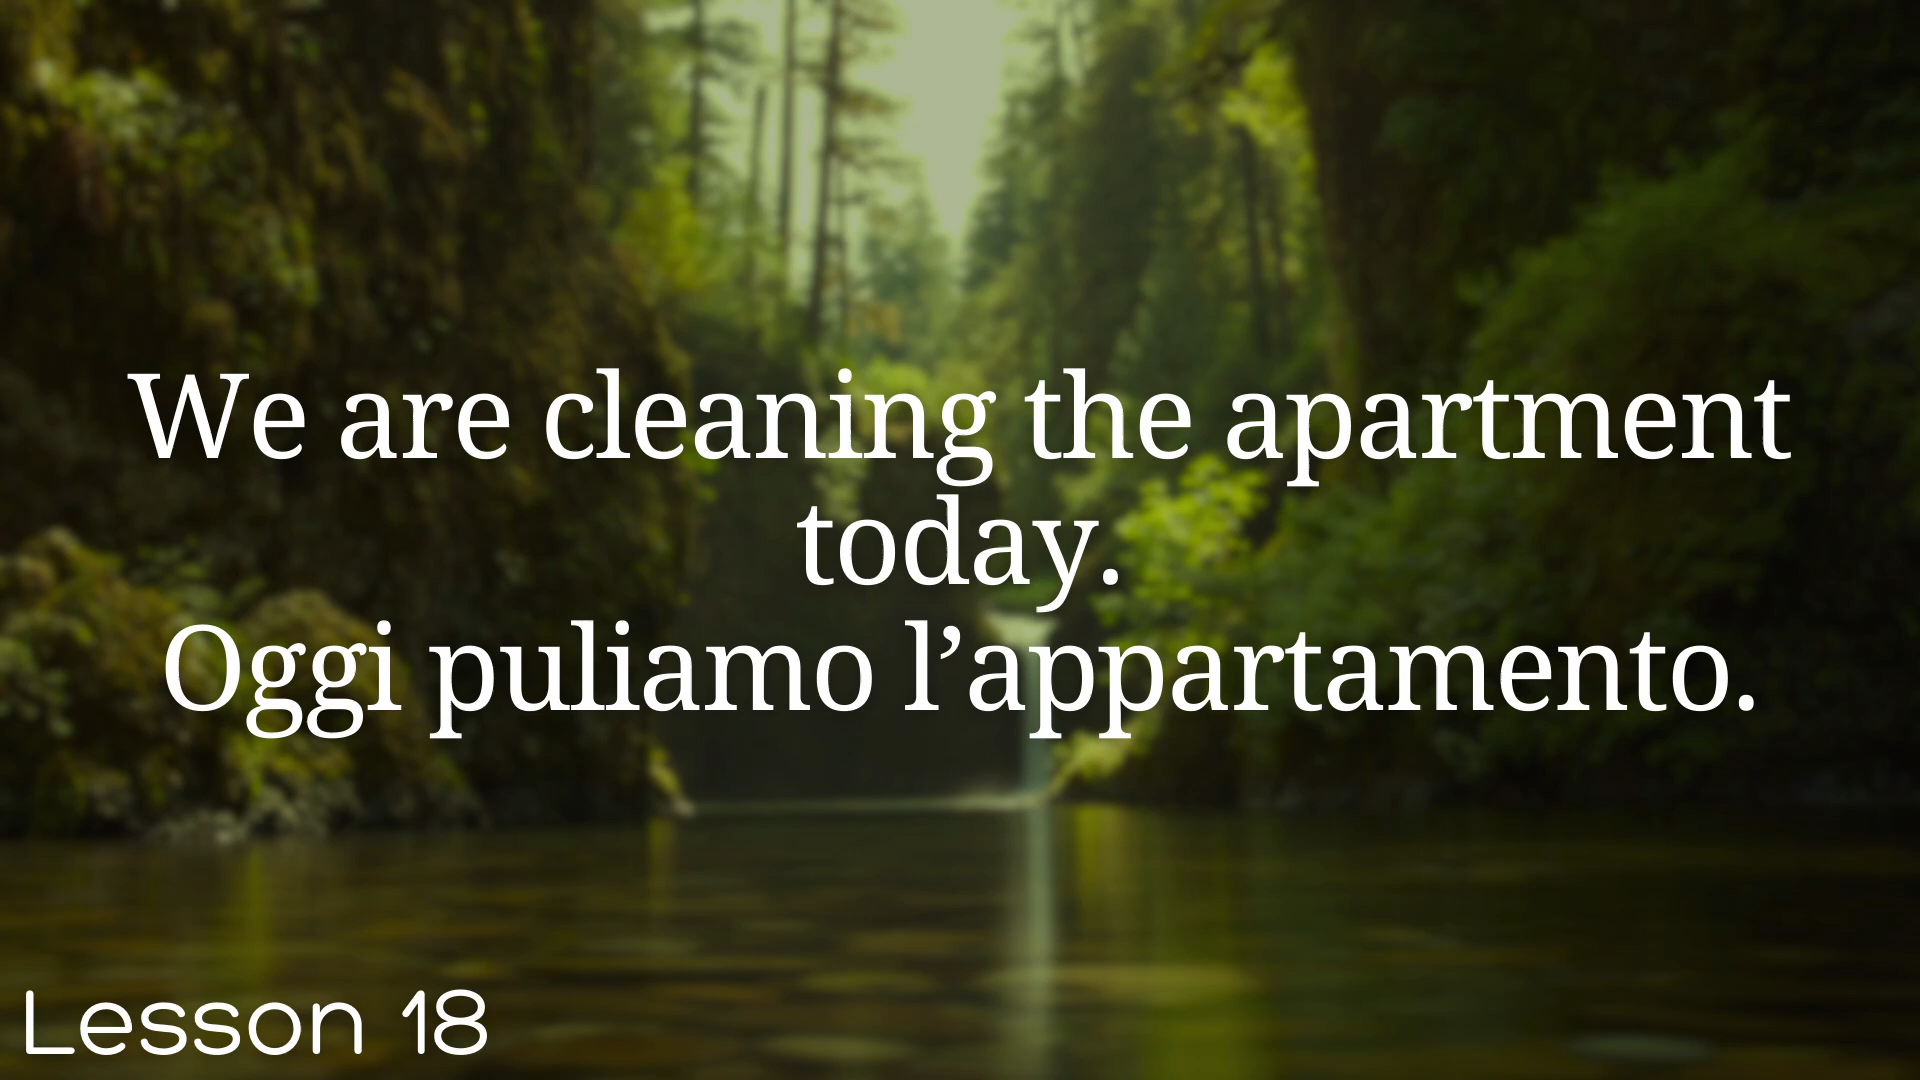 We are cleaning the apartment
today.
Oggi puliamo l’appartamento.
Lesson 18